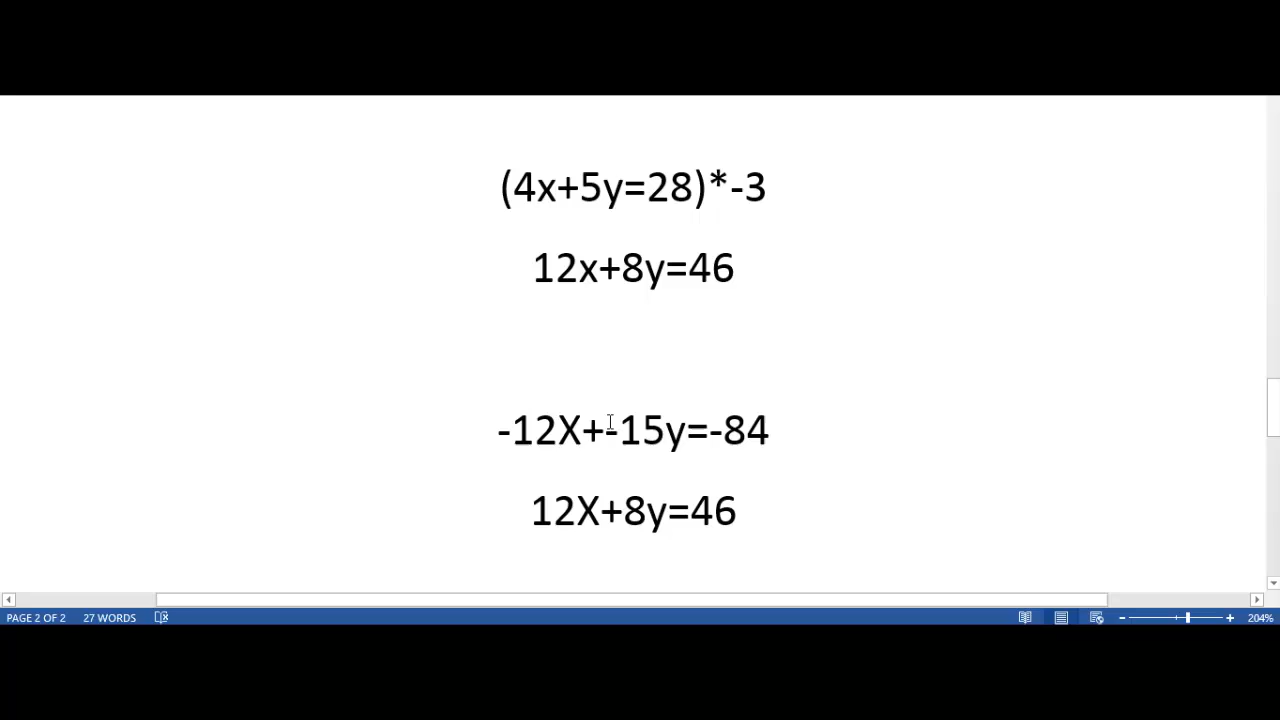 (4x+5y=28)*-3
12x+8y=46
-12X+-15y=-84
12X+8y=46
PAGE 2 OF 2 27 WORDS 204%